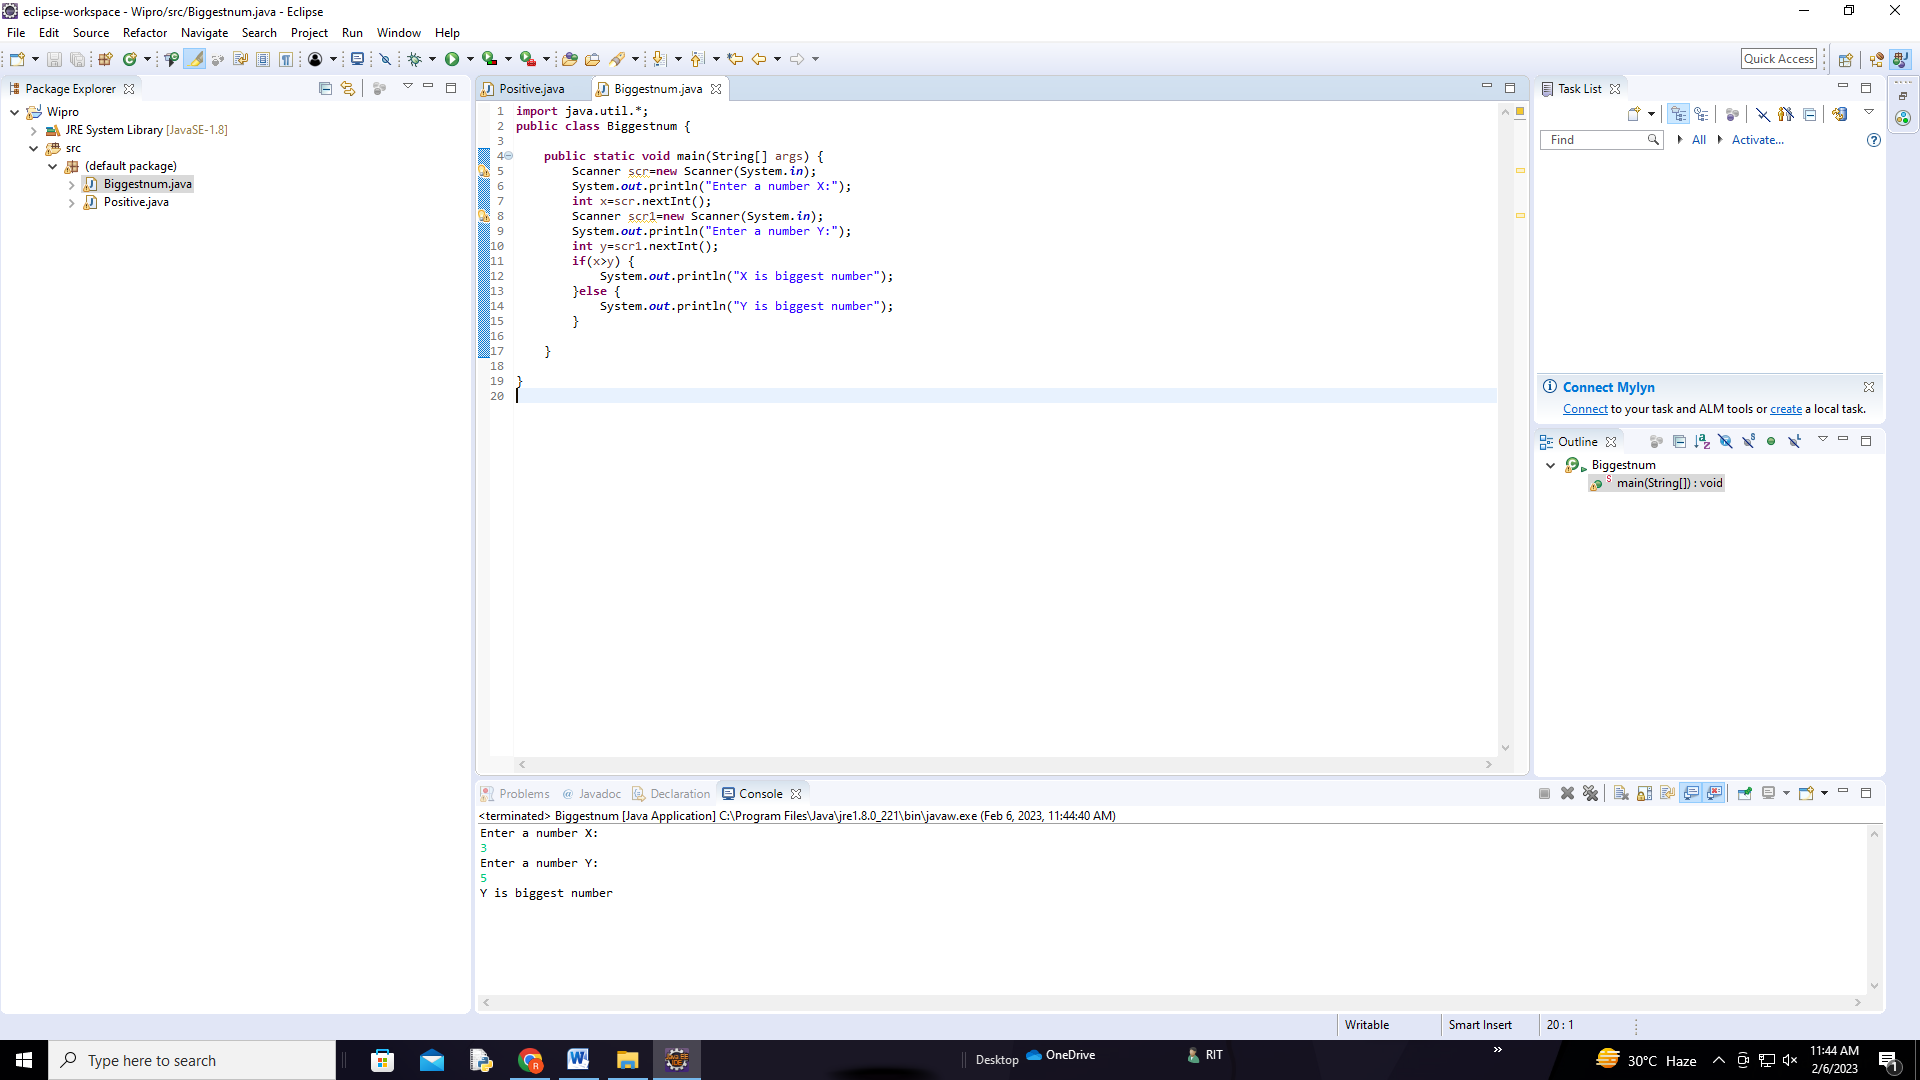 eclipse-workspace - Wipro/src/Biggestnum.java - Eclipse
File Edit Source Refactor Navigate Search Project Run Window Help
Quick Access
Package Explorer
Wipro
JRE System Library [JavaSE-1.8]
src
(default package)
Biggestnum.java
Positive.java
Positive.java Biggestnum.java
1 import java.util.*;
2 public class Biggestnum {
3
4 public static void main(String[] args) {
5 Scanner scr=new Scanner(System.in);
6 System.out.println("Enter a number X:");
7 int x=scr.nextInt();
8 Scanner scr1=new Scanner(System.in);
9 System.out.println("Enter a number Y:");
10 int y=scr1.nextInt();
11 if(x>y) {
12 System.out.println("X is biggest number");
13 }else {
14 System.out.println("Y is biggest number");
15 }
16
17 }
18
19 }
20
Task List
Find All Activate...
Connect Mylyn
Connect to your task and ALM tools or create a local task.
Outline
Biggestnum
main(String[]) : void
Problems @ Javadoc Declaration Console
<terminated> Biggestnum [Java Application] C:\Program Files\Java\jre1.8.0_221\bin\javaw.exe (Feb 6, 2023, 11:44:40 AM)
Enter a number X:
3
Enter a number Y:
5
Y is biggest number
Writable Smart Insert 20 : 1
Type here to search
Desktop OneDrive RIT
30°C Haze
11:44 AM
2/6/2023
1